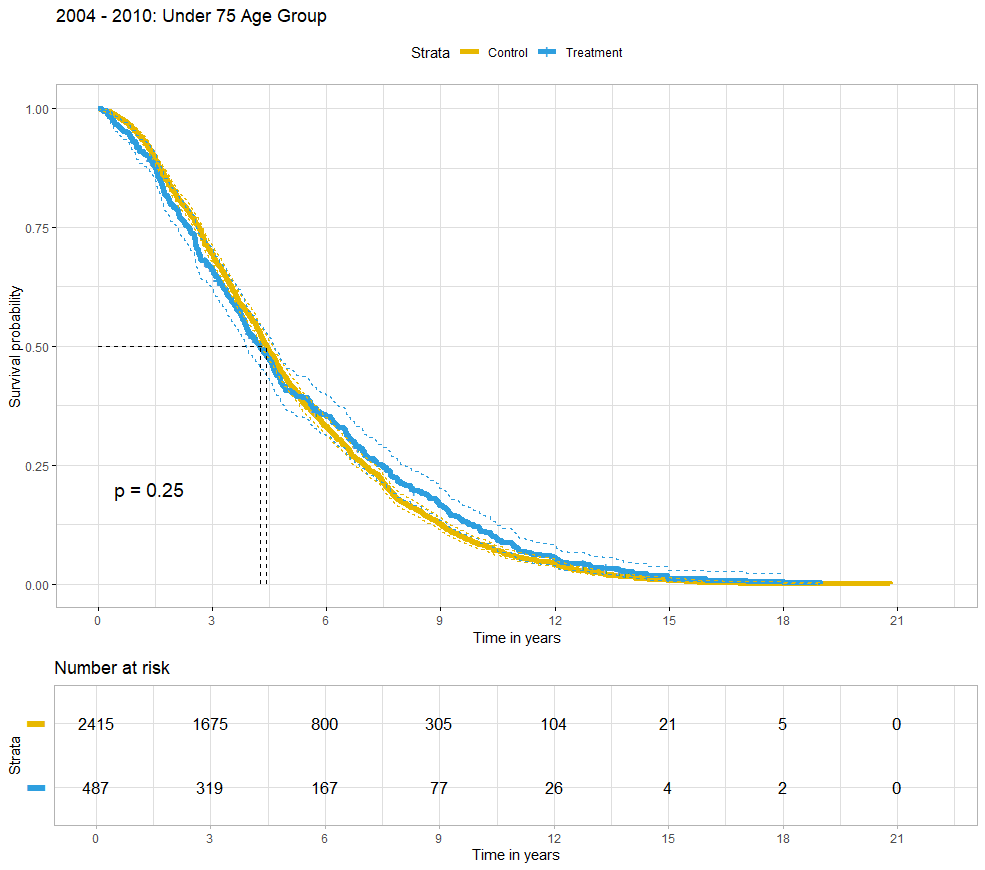 2004 - 2010: Under 75 Age Group
Strata Control Treatment
1.00
0.75
0.50
0.25
0.00
Survival probability
p = 0.25
0 3 6 9 12 15 18 21
Time in years
Number at risk
Strata
2415 1675 800 305 104 21 5 0
487 319 167 77 26 4 2 0
0 3 6 9 12 15 18 21
Time in years